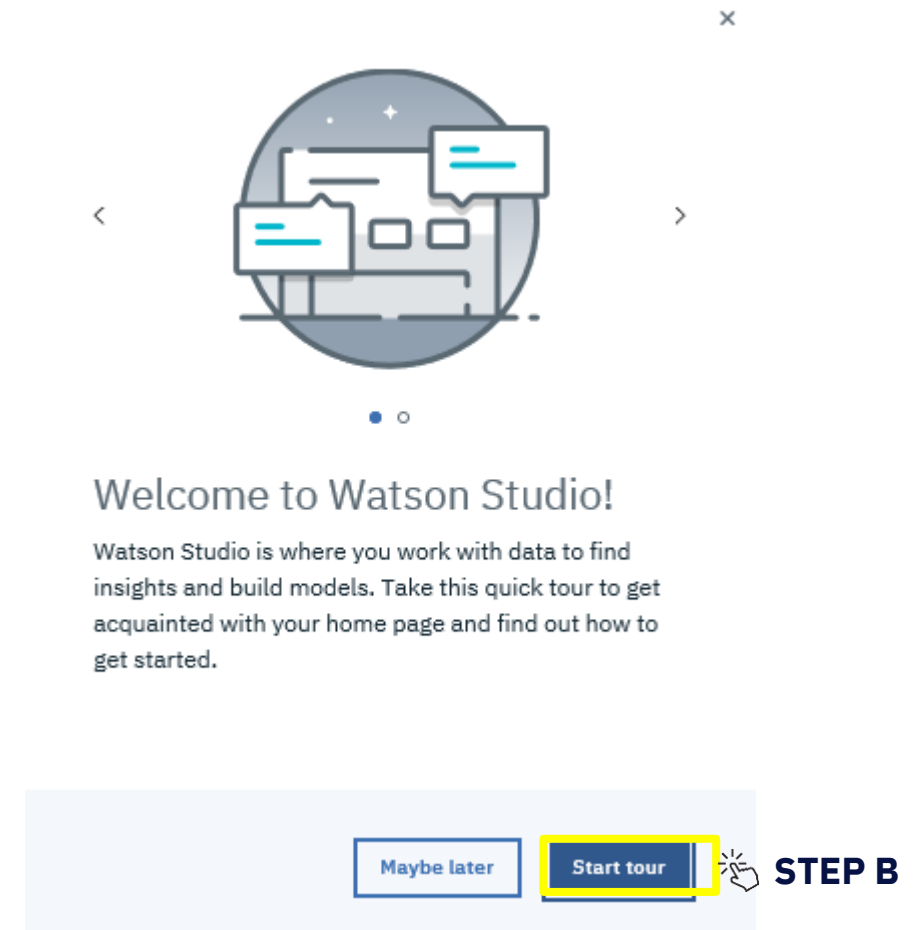 Welcome to Watson Studio!
Watson Studio is where you work with data to find
insights and build models. Take this quick tour to get
acquainted with your home page and find out how to
get started.
Maybe later
Start tour
STEP B